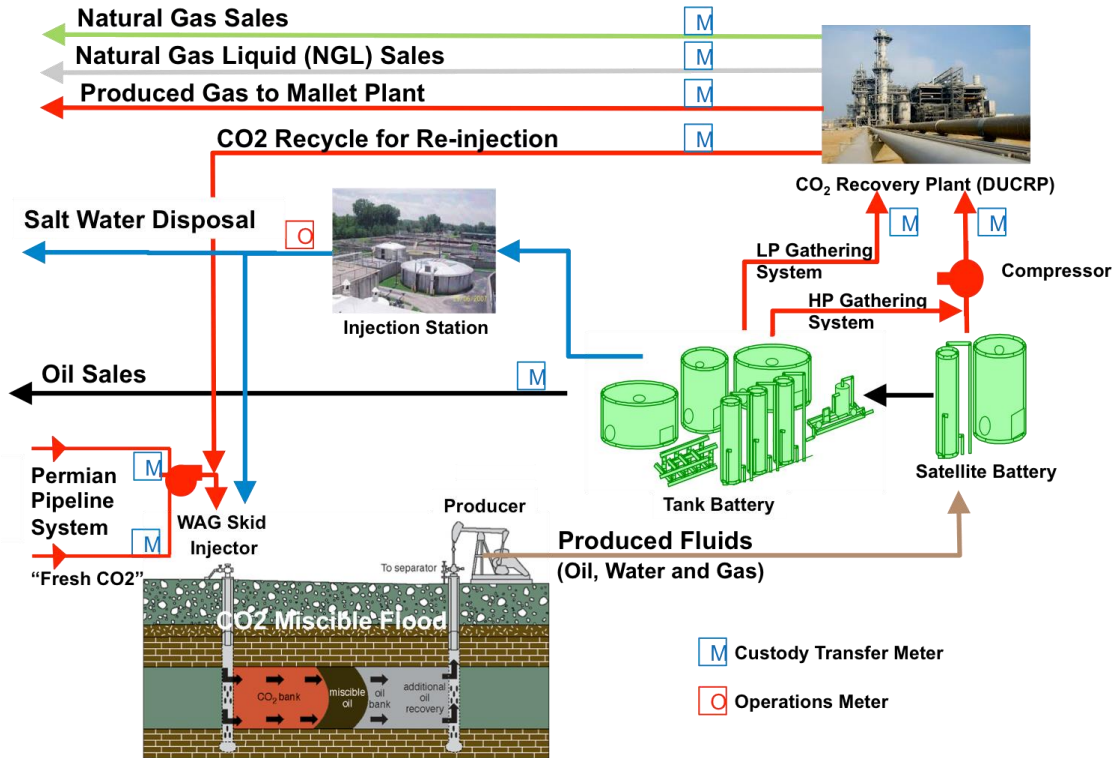 Natural Gas Sales
M
Natural Gas Liquid (NGL) Sales
M
Produced Gas to Mallet Plant
M
CO2 Recycle for Re-injection
M
CO₂ Recovery Plant (DUCRP)
M
M
Salt Water Disposal
O
LP Gathering
System
Compressor
HP Gathering
System
Injection Station
Oil Sales
M
Permian
Pipeline
System
M
M
"Fresh CO2"
WAG Skid
Injector
Tank Battery
Satellite Battery
Producer
To separator
Produced Fluids
(Oil, Water and Gas)
CO2 Miscible Flood
CO₂ bank
miscible
oil
oil
bank
additional
oil
recovery
M Custody Transfer Meter
O Operations Meter